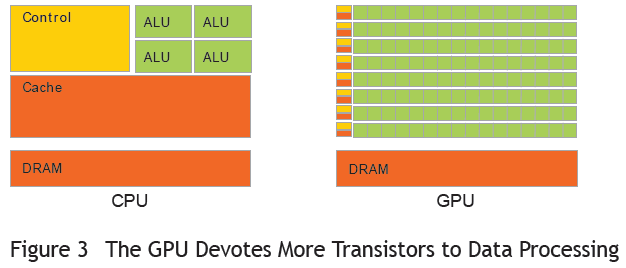 Control
ALU ALU
ALU ALU
Cache
DRAM
CPU
DRAM
GPU
Figure 3 The GPU Devotes More Transistors to Data Processing